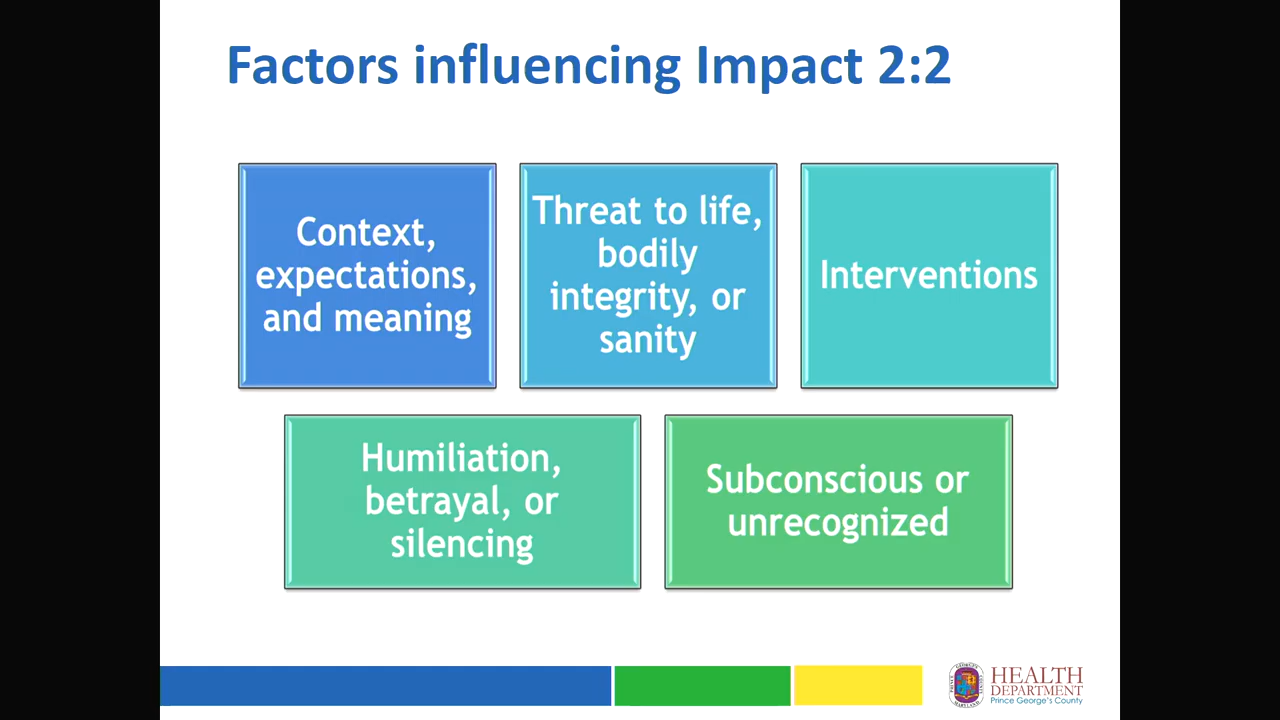 Factors influencing Impact 2:2
Context,
expectations,
and meaning
Threat to life,
bodily
integrity, or
sanity
Interventions
Humiliation,
betrayal, or
silencing
Subconscious or
unrecognized
HEALTH
DEPARTMENT
Prince George's County